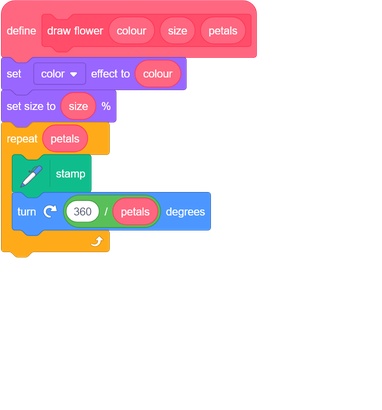 define draw flower colour size petals
set color effect to colour
set size to size %
repeat petals
stamp
turn 360 / petals degrees